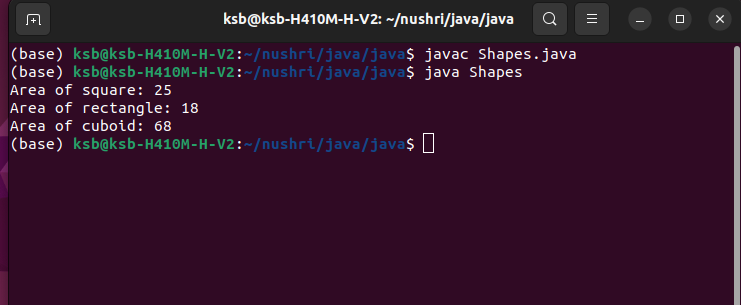 ksb@ksb-H410M-H-V2: ~/nushri/java/java
(base) ksb@ksb-H410M-H-V2:~/nushri/java/java$ javac Shapes.java
(base) ksb@ksb-H410M-H-V2:~/nushri/java/java$ java Shapes
Area of square: 25
Area of rectangle: 18
Area of cuboid: 68
(base) ksb@ksb-H410M-H-V2:~/nushri/java/java$